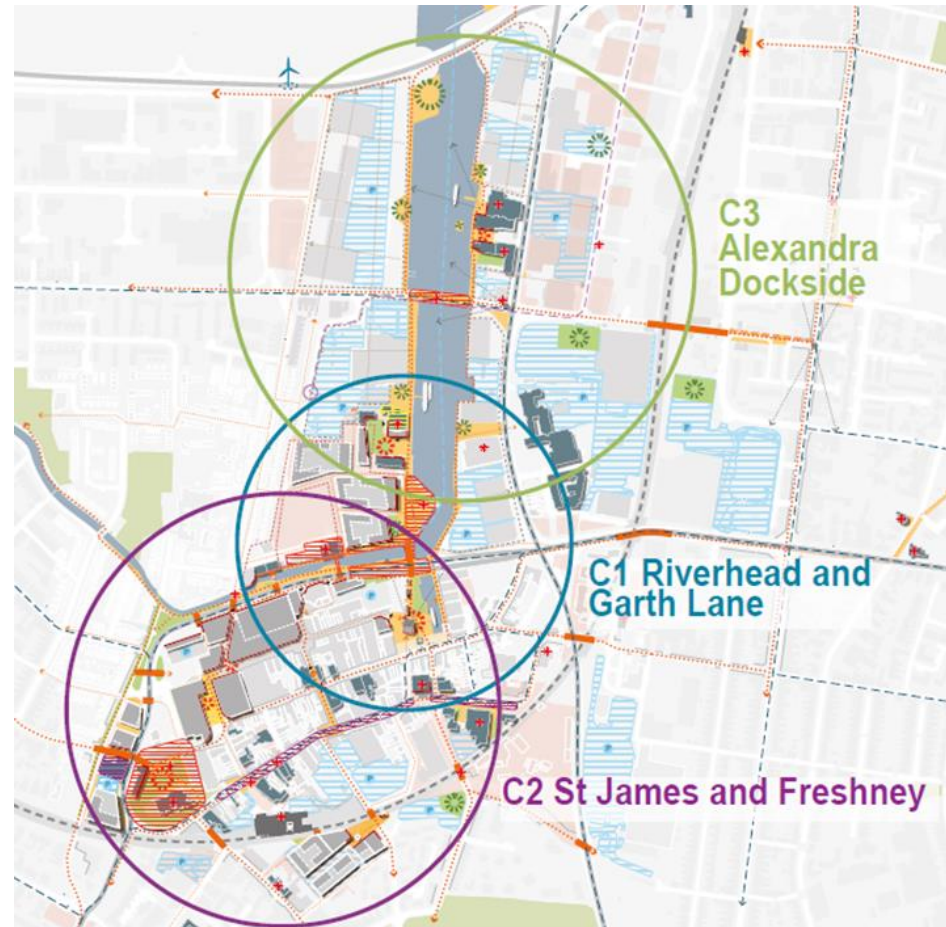 C3
Alexandra
Dockside
C1 Riverhead and
Garth Lane
C2 St James and Freshney